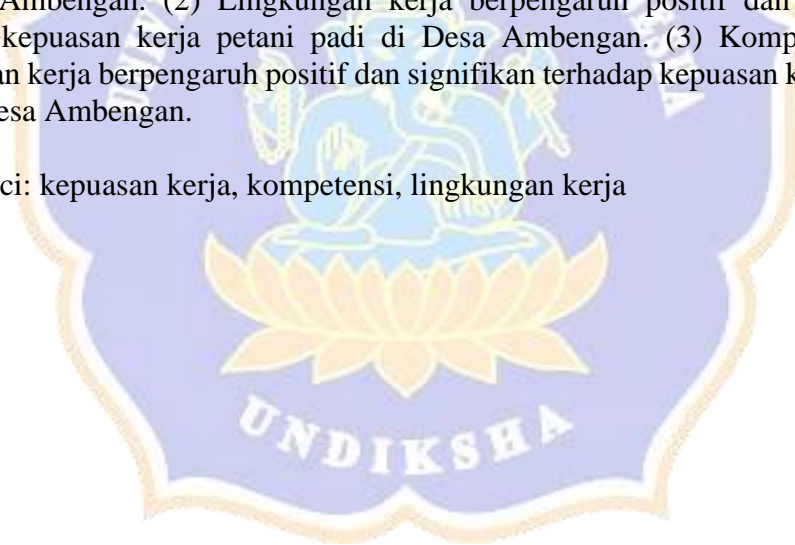 Ambengan. (2) Lingkungan kerja berpengaruh positif dan
kepuasan kerja petani padi di Desa Ambengan. (3) Komp
an kerja berpengaruh positif dan signifikan terhadap kepuasan k
esa Ambengan.
ci: kepuasan kerja, kompetensi, lingkungan kerja
UNDIKSHA